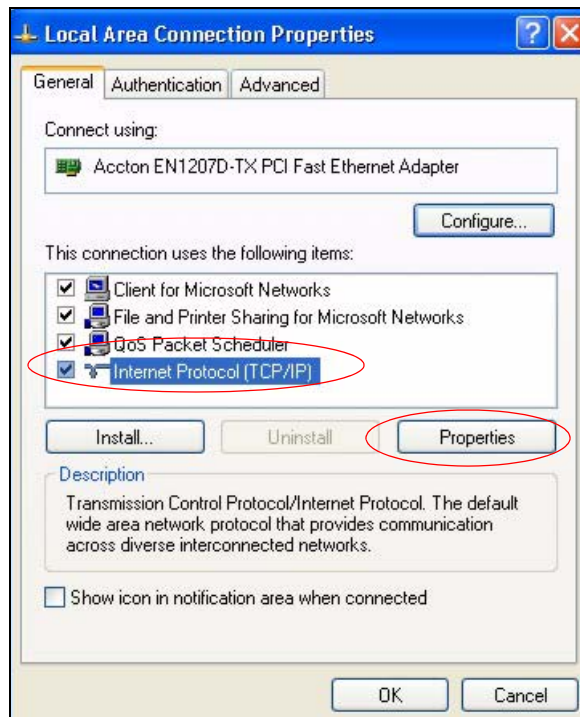 Local Area Connection Properties
General Authentication Advanced
Connect using:
Accton EN1207D-TX PCI Fast Ethernet Adapter
Configure...
This connection uses the following items:
Client for Microsoft Networks
File and Printer Sharing for Microsoft Networks
QoS Packet Scheduler
Internet Protocol (TCP/IP)
Install... Uninstall Properties
Description
Transmission Control Protocol/Internet Protocol. The default
wide area network protocol that provides communication
across diverse interconnected networks.
Show icon in notification area when connected
OK Cancel